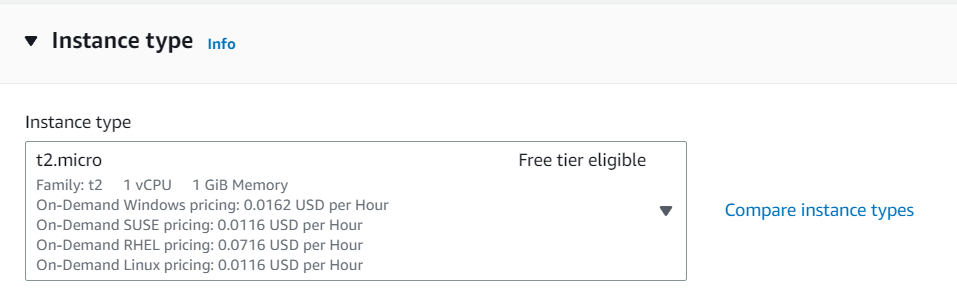 Instance type Info
Instance type
t2.micro Free tier eligible
Family: t2 1 vCPU 1 GiB Memory
On-Demand Windows pricing: 0.0162 USD per Hour
On-Demand SUSE pricing: 0.0116 USD per Hour
On-Demand RHEL pricing: 0.0716 USD per Hour
On-Demand Linux pricing: 0.0116 USD per Hour
Compare instance types